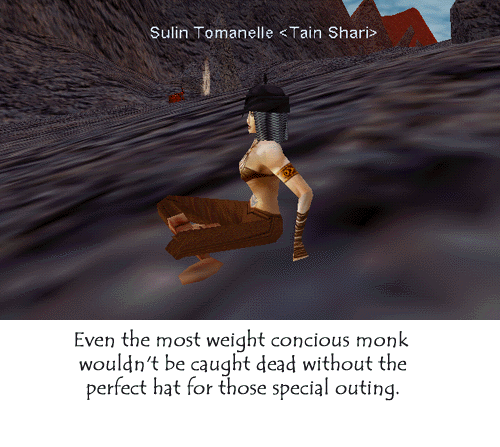 Sulin Tomanelle <Tain Shari>
Even the most weight concious monk
wouldn't be caught dead without the
perfect hat for those special outing.